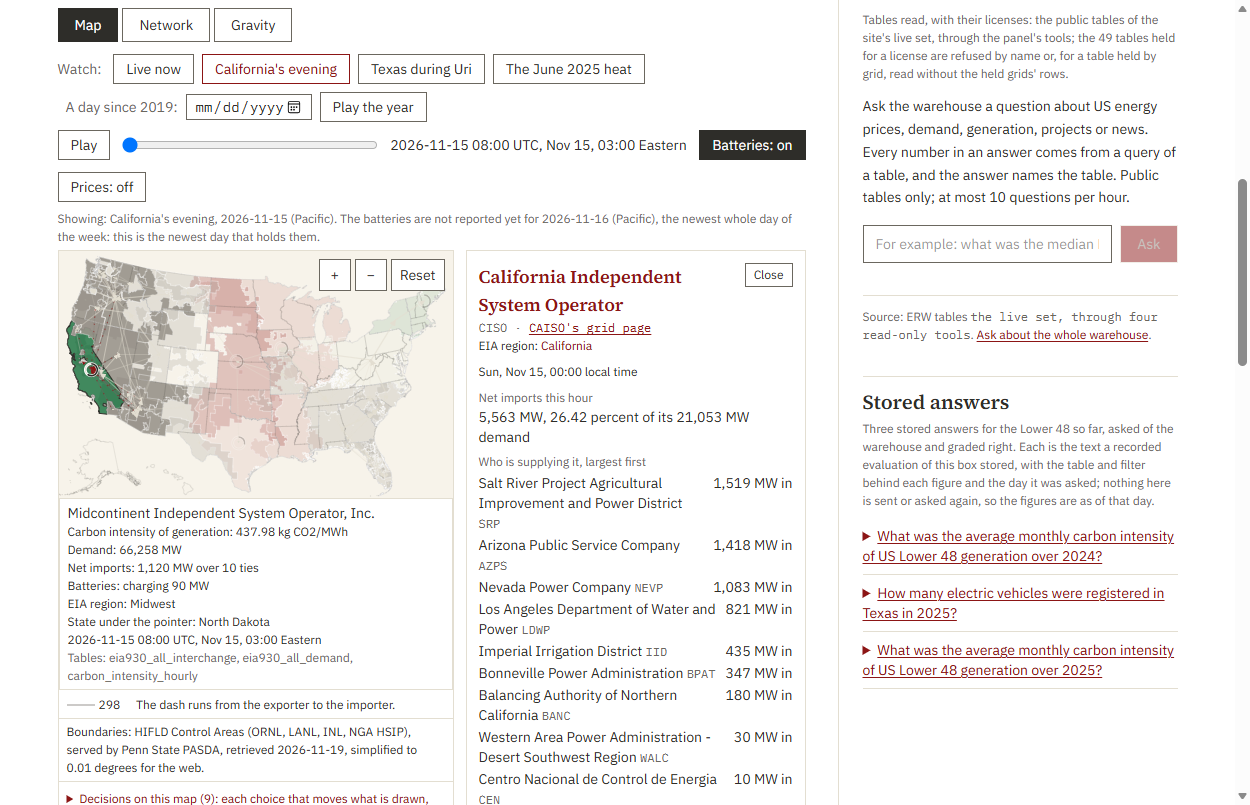 Map Network Gravity
Watch: Live now California's evening Texas during Uri The June 2025 heat
A day since 2019: mm/dd/yyyy Play the year
Play 2026-11-15 08:00 UTC, Nov 15, 03:00 Eastern Batteries: on
Prices: off
Showing: California's evening, 2026-11-15 (Pacific). The batteries are not reported yet for 2026-11-16 (Pacific), the newest whole day of
the week: this is the newest day that holds them.
+ − Reset
Midcontinent Independent System Operator, Inc.
Carbon intensity of generation: 437.98 kg CO2/MWh
Demand: 66,258 MW
Net imports: 1,120 MW over 10 ties
Batteries: charging 90 MW
EIA region: Midwest
State under the pointer: North Dakota
2026-11-15 08:00 UTC, Nov 15, 03:00 Eastern
Tables: eia930_all_interchange, eia930_all_demand,
carbon_intensity_hourly
298 The dash runs from the exporter to the importer.
Boundaries: HIFLD Control Areas (ORNL, LANL, INL, NGA HSIP),
served by Penn State PASDA, retrieved 2026-11-19, simplified to
0.01 degrees for the web.
Decisions on this map (9): each choice that moves what is drawn,
California Independent
System Operator
Close
CISO · CAISO's grid page
EIA region: California
Sun, Nov 15, 00:00 local time
Net imports this hour
5,563 MW, 26.42 percent of its 21,053 MW
demand
Who is supplying it, largest first
Salt River Project Agricultural 1,519 MW in
Improvement and Power District
SRP
Arizona Public Service Company 1,418 MW in
AZPS
Nevada Power Company NEVP 1,083 MW in
Los Angeles Department of Water and 821 MW in
Power LDWP
Imperial Irrigation District IID 435 MW in
Bonneville Power Administration BPAT 347 MW in
Balancing Authority of Northern 180 MW in
California BANC
Western Area Power Administration - 30 MW in
Desert Southwest Region WALC
Centro Nacional de Control de Energia 10 MW in
CEN
Tables read, with their licenses: the public tables of the
site's live set, through the panel's tools; the 49 tables held
for a license are refused by name or, for a table held by
grid, read without the held grids' rows.
Ask the warehouse a question about US energy
prices, demand, generation, projects or news.
Every number in an answer comes from a query of
a table, and the answer names the table. Public
tables only; at most 10 questions per hour.
For example: what was the median Ask
Source: ERW tables the live set, through four
read-only tools. Ask about the whole warehouse.
Stored answers
Three stored answers for the Lower 48 so far, asked of the
warehouse and graded right. Each is the text a recorded
evaluation of this box stored, with the table and filter
behind each figure and the day it was asked; nothing here
is sent or asked again, so the figures are as of that day.
What was the average monthly carbon intensity
of US Lower 48 generation over 2024?
How many electric vehicles were registered in
Texas in 2025?
What was the average monthly carbon intensity
of US Lower 48 generation over 2025?